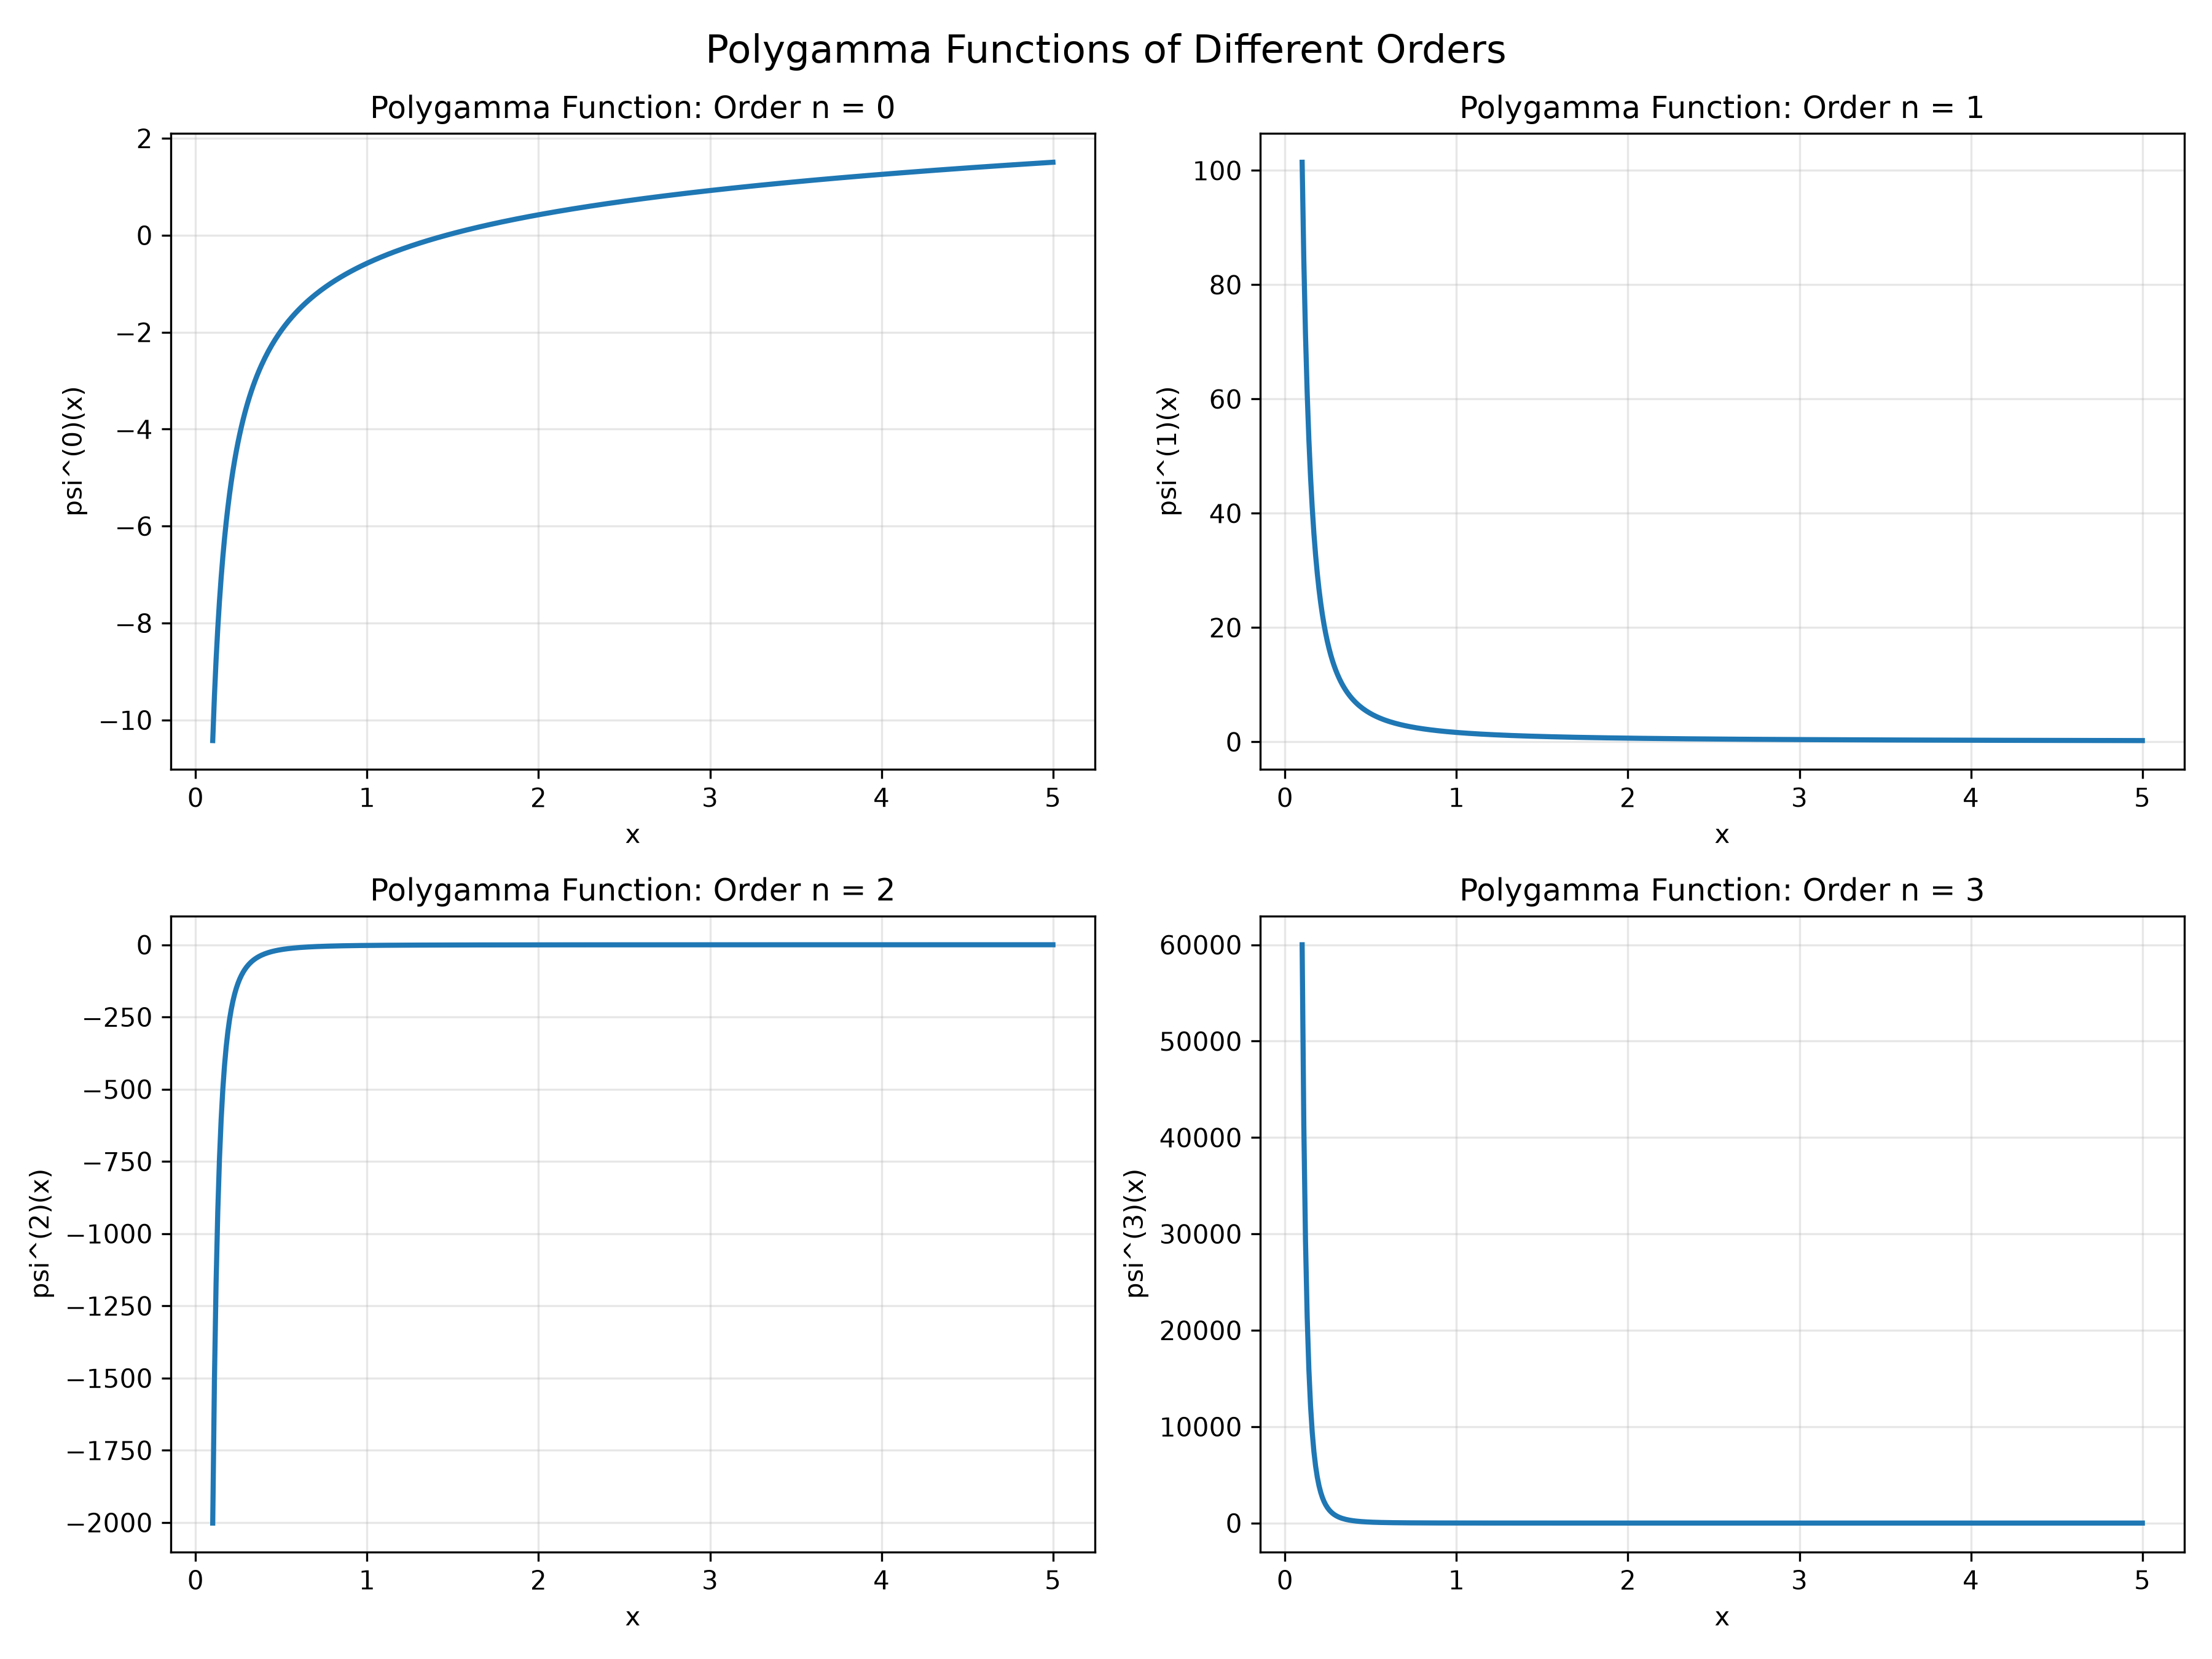 Polygamma Functions of Different Orders
Polygamma Function: Order n = 0
psi^(0)(x)
2
0
−2
−4
−6
−8
−10
0 1 2 3 4 5
x
Polygamma Function: Order n = 1
psi^(1)(x)
100
80
60
40
20
0
0 1 2 3 4 5
x
Polygamma Function: Order n = 2
psi^(2)(x)
0
−250
−500
−750
−1000
−1250
−1500
−1750
−2000
0 1 2 3 4 5
x
Polygamma Function: Order n = 3
psi^(3)(x)
60000
50000
40000
30000
20000
10000
0
0 1 2 3 4 5
x